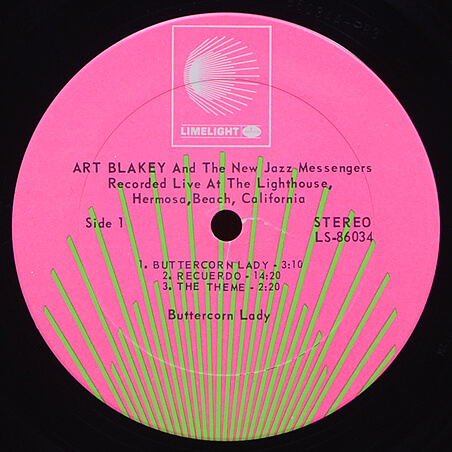 LIMELIGHT
ART BLAKEY And The New Jazz Messengers
Recorded Live At The Lighthouse,
Hermosa, Beach, California
Side 1
STEREO
LS-86034
1. BUTTERCORN LADY - 3:10
2. RECUERDO - 14:20
3. THE THEME - 2:20
Buttercorn Lady